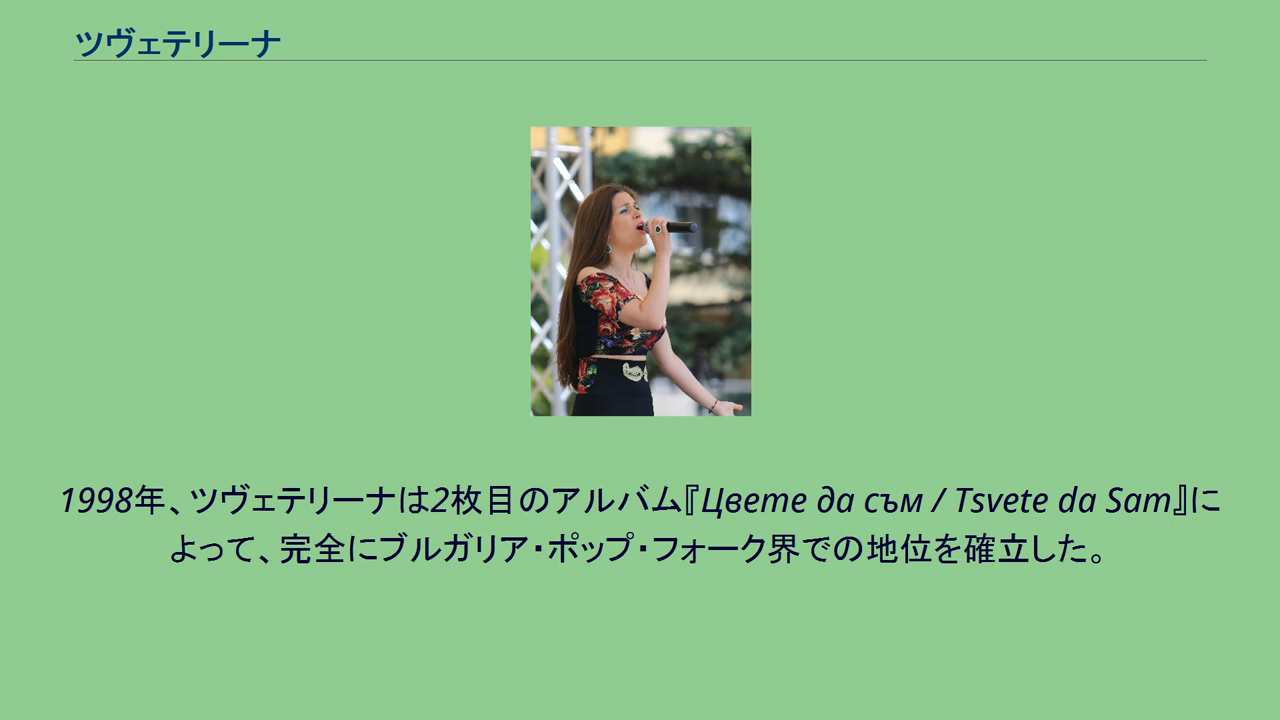 ツヴェテリーナ
1998年、ツヴェテリーナは2枚目のアルバム『Цвете да съм / Tsvete da Sam』に
よって、完全にブルガリア・ポップ・フォーク界での地位を確立した。